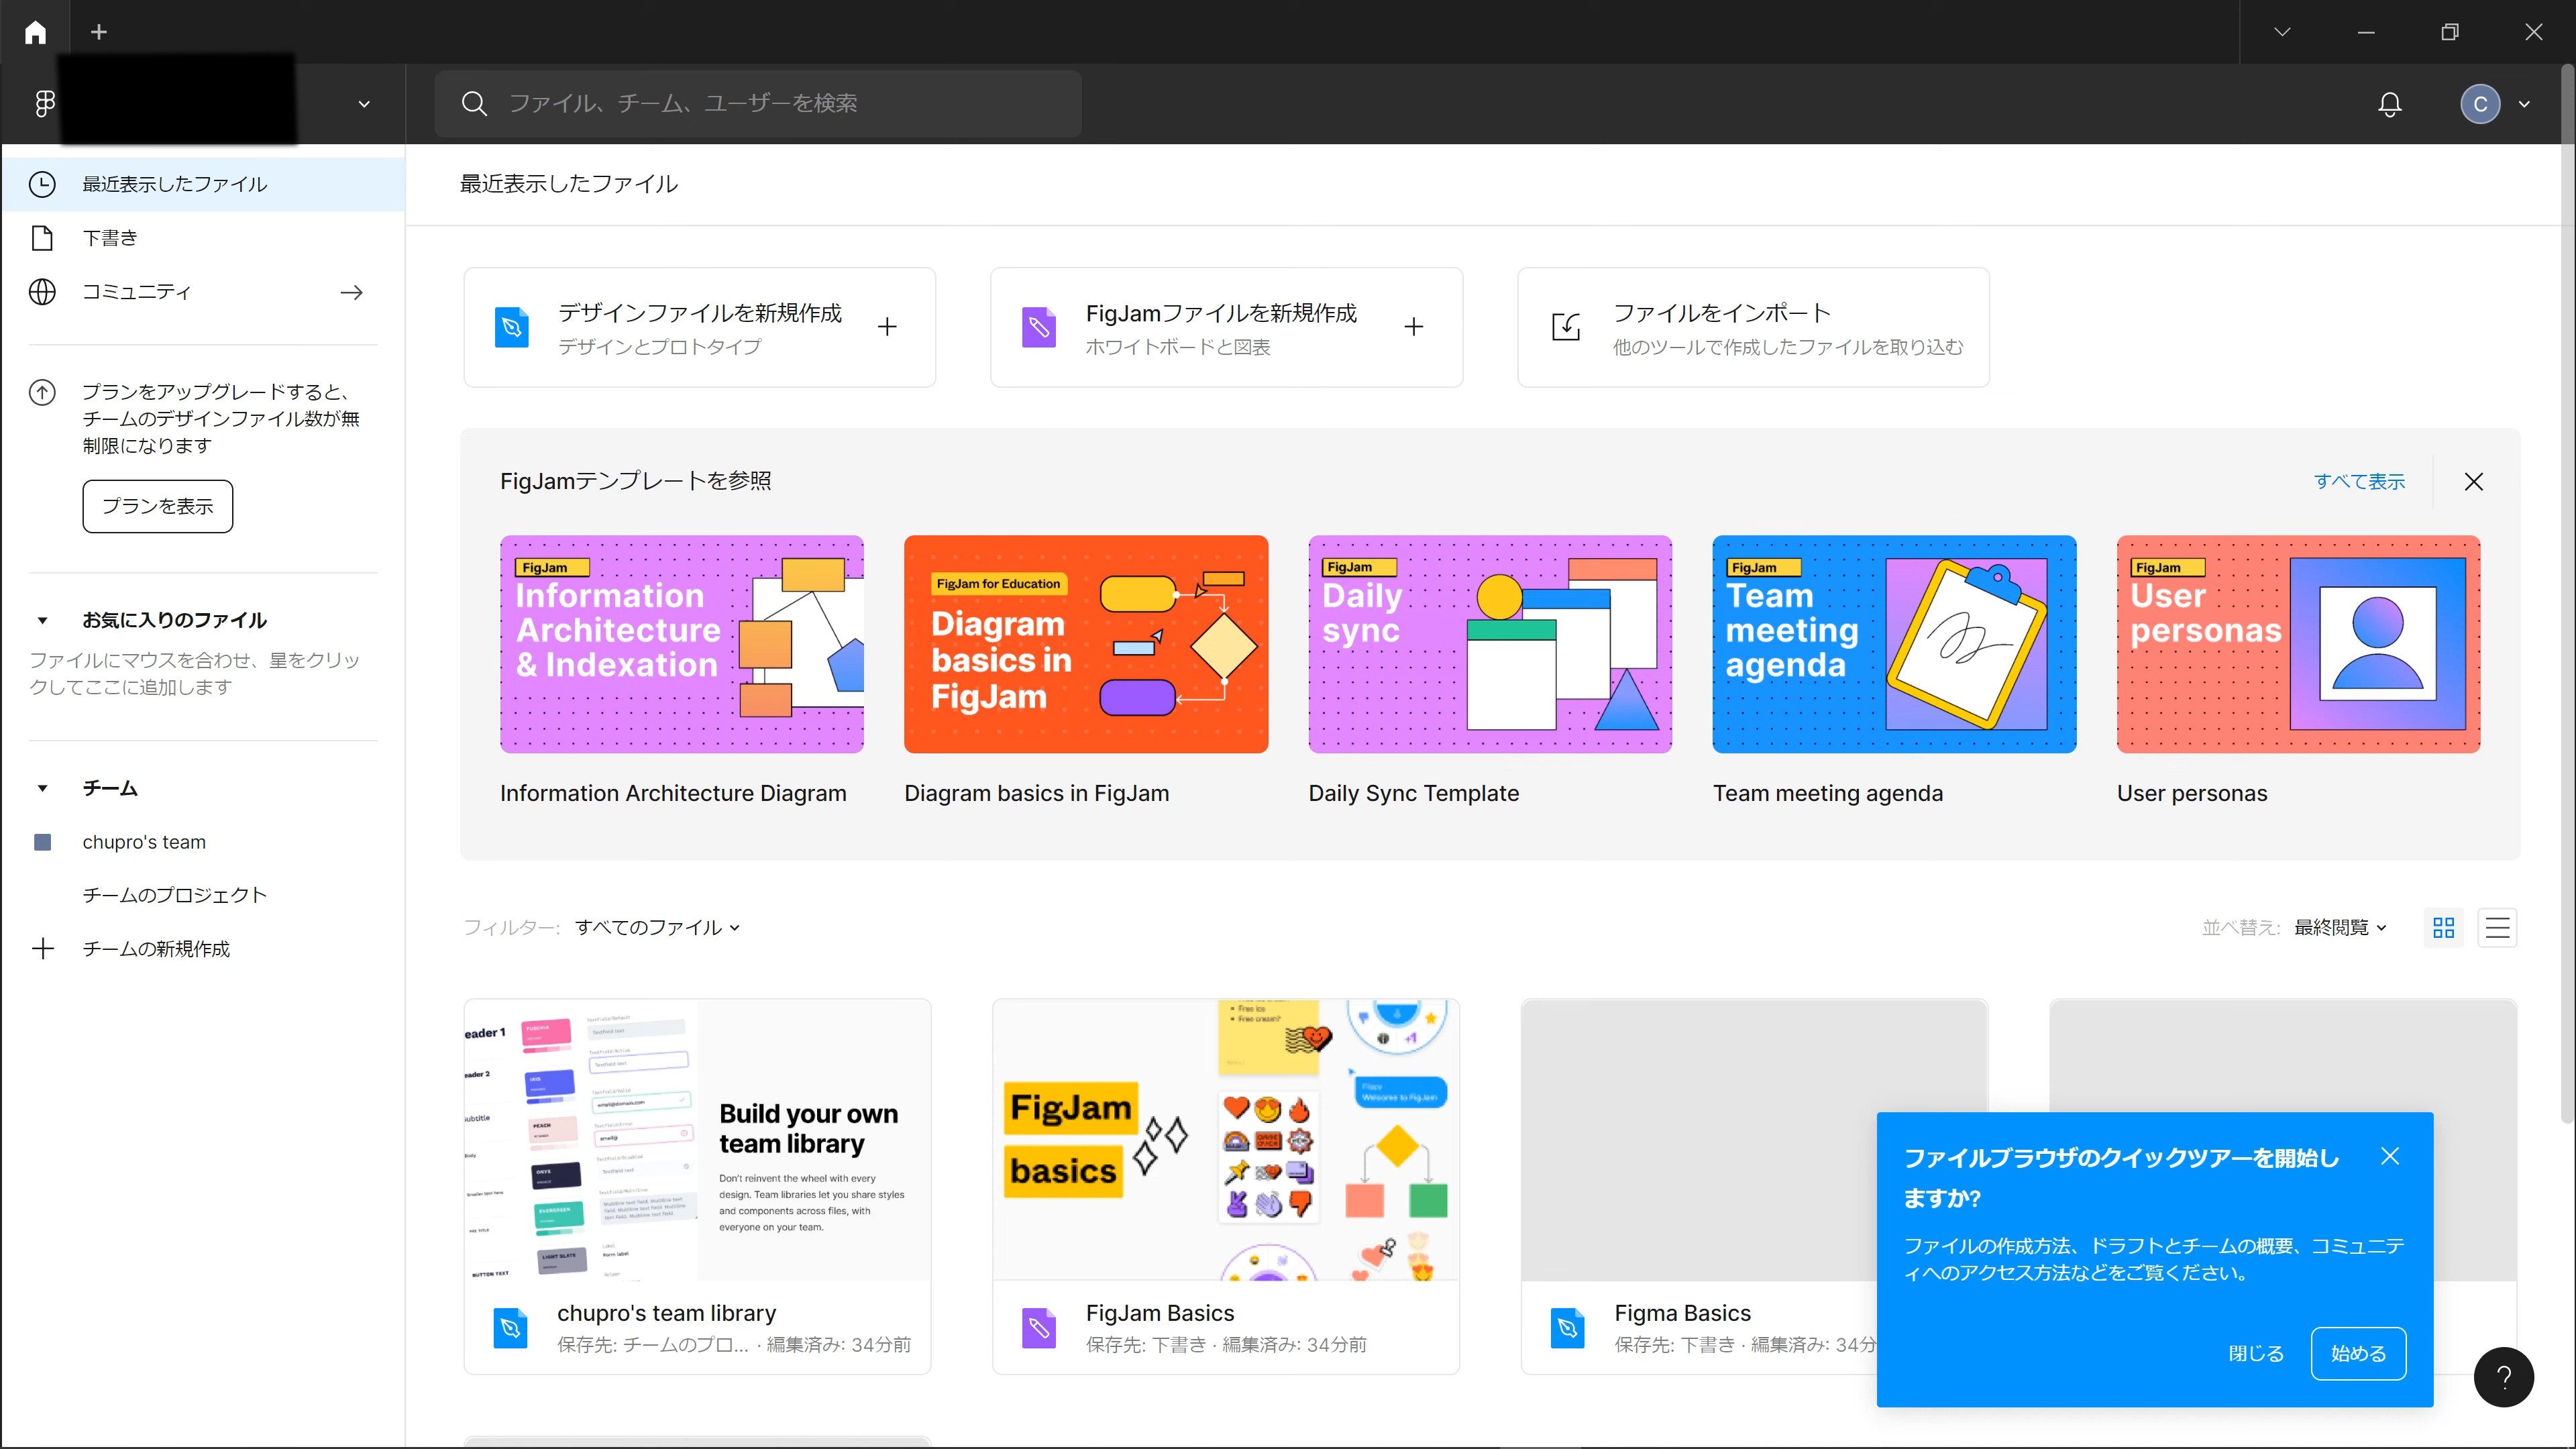 ファイル、チーム、ユーザーを検索
C
最近表示したファイル
下書き
コミュニティ
プランをアップグレードすると、
チームのデザインファイル数が無
制限になります
プランを表示
お気に入りのファイル
ファイルにマウスを合わせ、星をクリッ
クしてここに追加します
チーム
chupro's team
チームのプロジェクト
チームの新規作成
最近表示したファイル
デザインファイルを新規作成
デザインとプロトタイプ
FigJamファイルを新規作成
ホワイトボードと図表
ファイルをインポート
他のツールで作成したファイルを取り込む
FigJamテンプレートを参照
すべて表示
FigJam
Information
Architecture
& Indexation
Information Architecture Diagram
FigJam for Education
Diagram
basics in
FigJam
Diagram basics in FigJam
FigJam
Daily
sync
Daily Sync Template
FigJam
Team
meeting
agenda
Team meeting agenda
FigJam
User
personas
User personas
フィルター: すべてのファイル
並べ替え: 最終閲覧
eader 1
eader 2
ubtitle
BUTTON TEXT
PEACH
ONYX
EVERGREEN
LIGHT SLATE
Build your own
team library
Don't reinvent the wheel with every
design. Team libraries let you share styles
and components across files, with
everyone on your team.
chupro's team library
保存先: チームのプロ... · 編集済み: 34分前
Free ice
Free cream?
FigJam
basics
Welcome to FigJam
FigJam Basics
保存先: 下書き · 編集済み: 34分前
Figma Basics
保存先: 下書き · 編集済み: 34分
ファイルブラウザのクイックツアーを開始し
ますか?
ファイルの作成方法、ドラフトとチームの概要、コミュニテ
ィへのアクセス方法などをご覧ください。
閉じる
始める
?